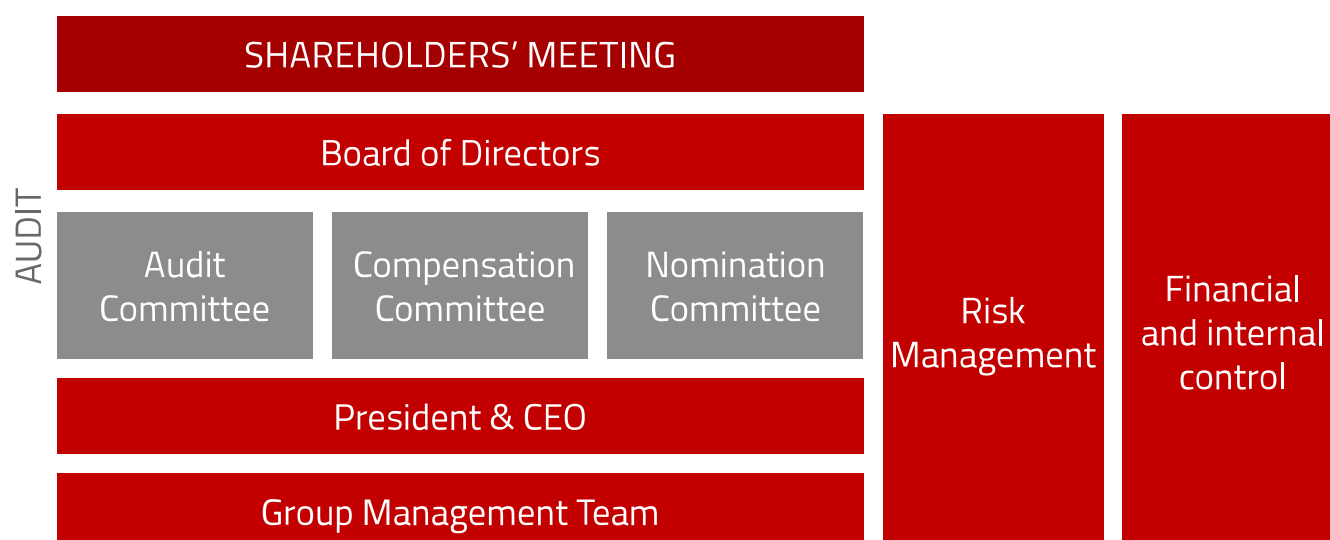 SHAREHOLDERS’ MEETING
Board of Directors
AUDIT
Audit
Committee
Compensation
Committee
Nomination
Committee
Risk
Management
Financial
and internal
control
President & CEO
Group Management Team